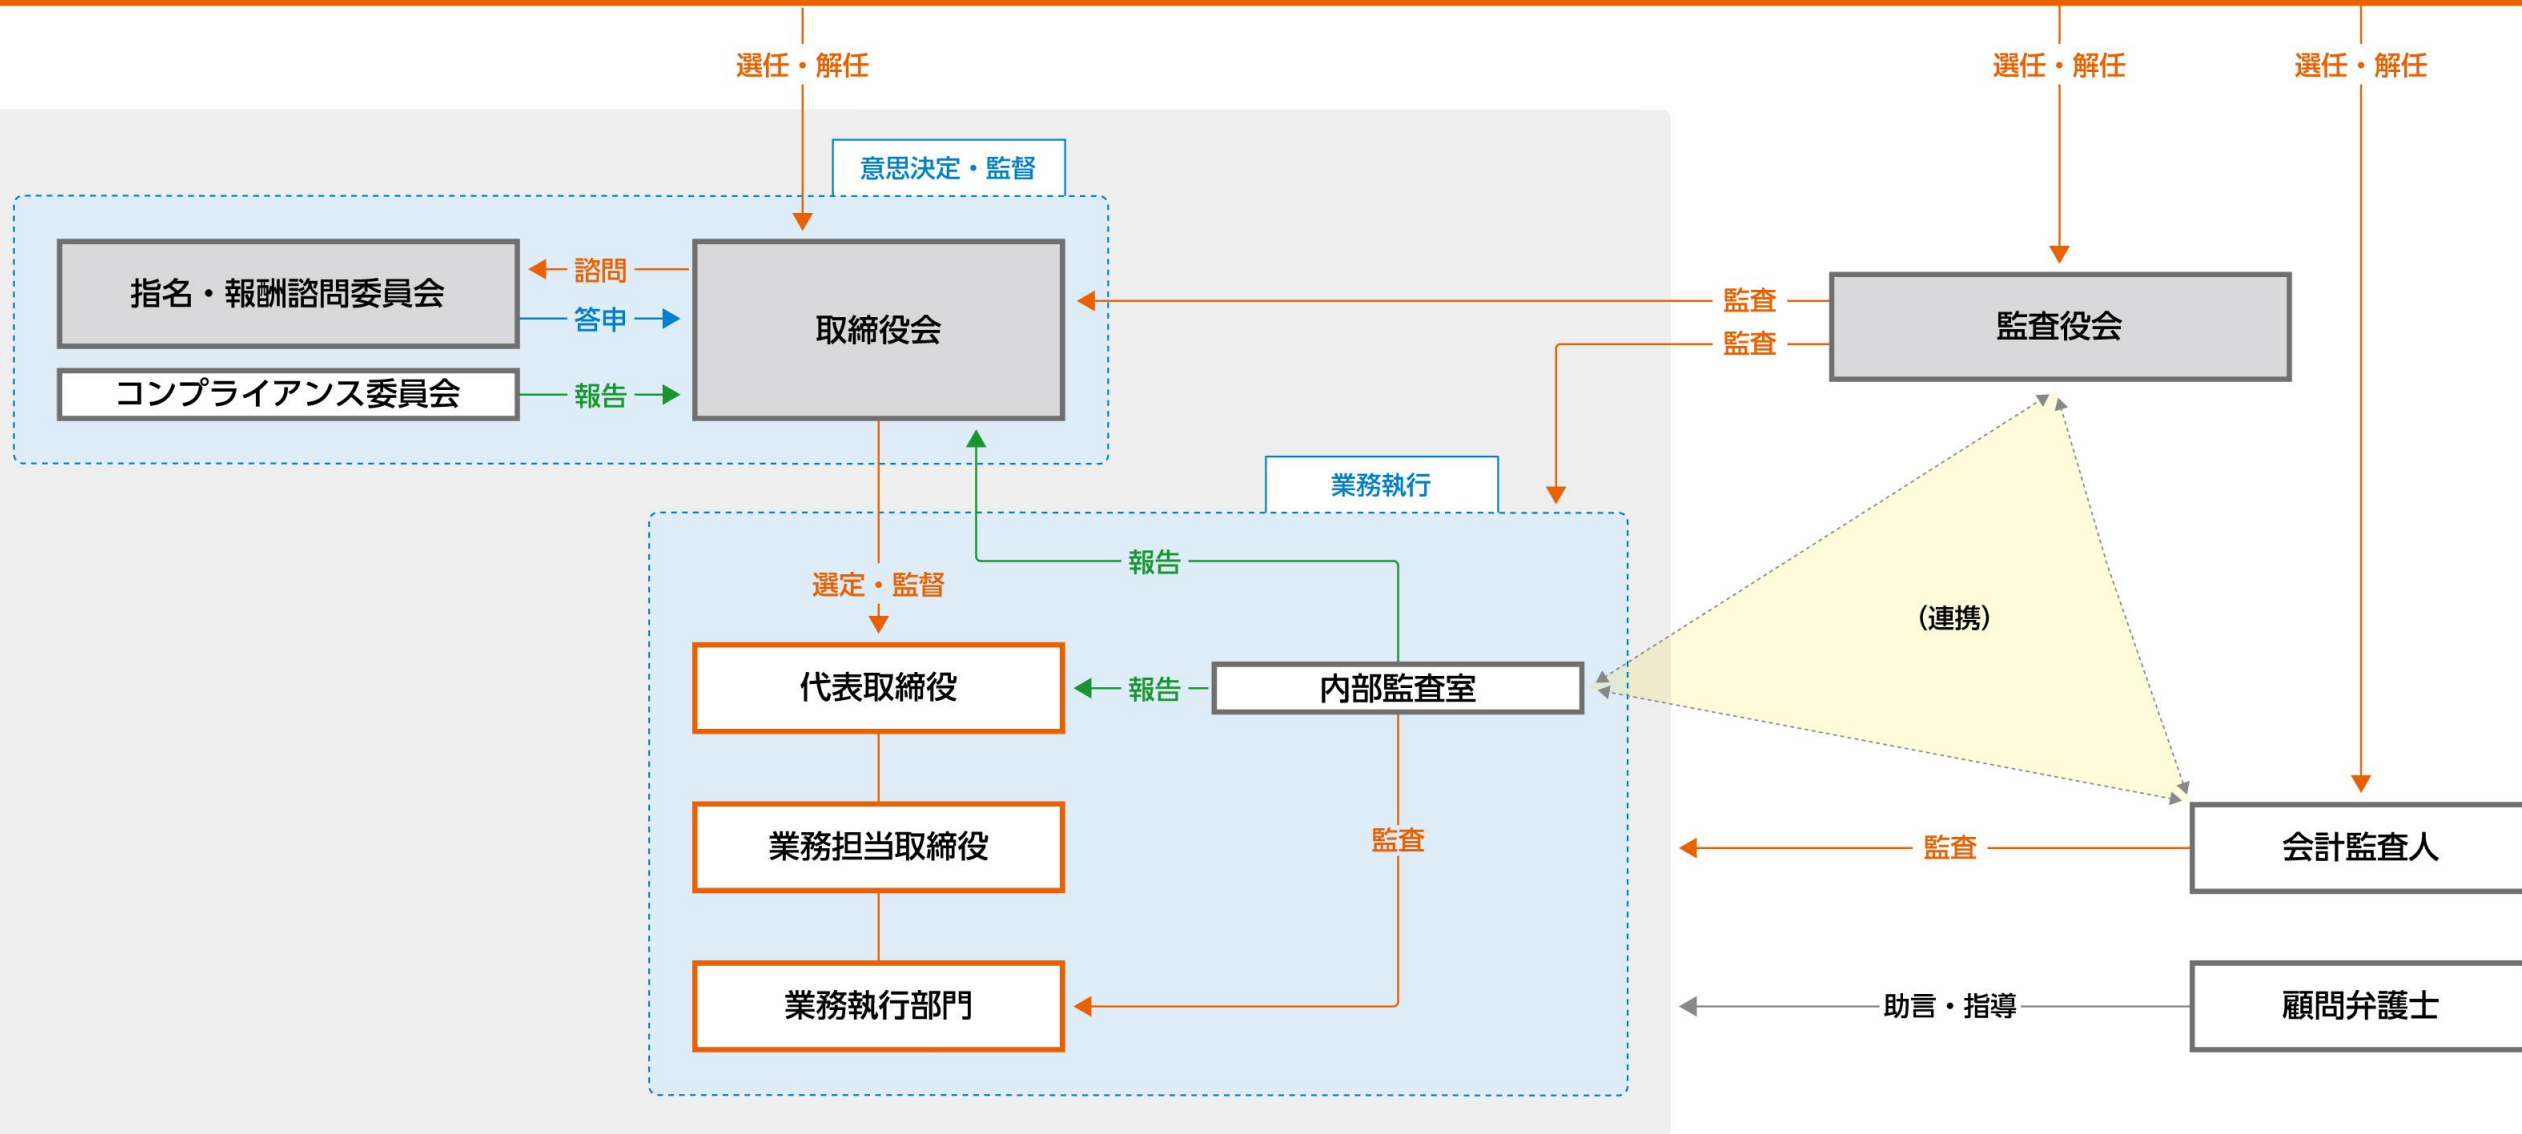 選任・解任
選任・解任
選任・解任
意思決定・監督
指名・報酬諮問委員会
諮問
答申
取締役会
監査
監査
監査役会
コンプライアンス委員会
報告
業務執行
報告
選定・監督
(連携)
代表取締役
報告
内部監査室
業務担当取締役
監査
監査
会計監査人
業務執行部門
助言・指導
顧問弁護士